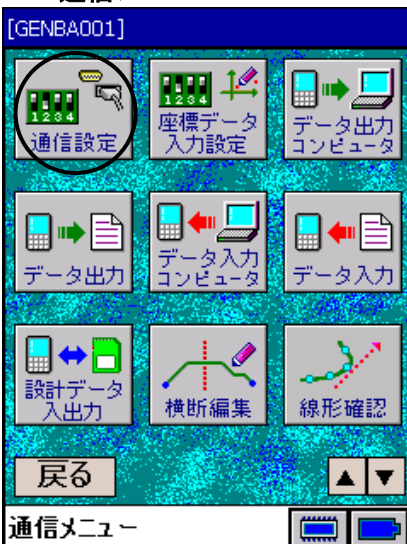 [GENBA001]
1234
通信設定
1234
座標データ
入力設定
データ出力
コンピュータ
データ出力
データ入力
コンピュータ
データ入力
設計データ
入出力
横断編集
線形確認
戻る
▲ ▼
通信メニュー